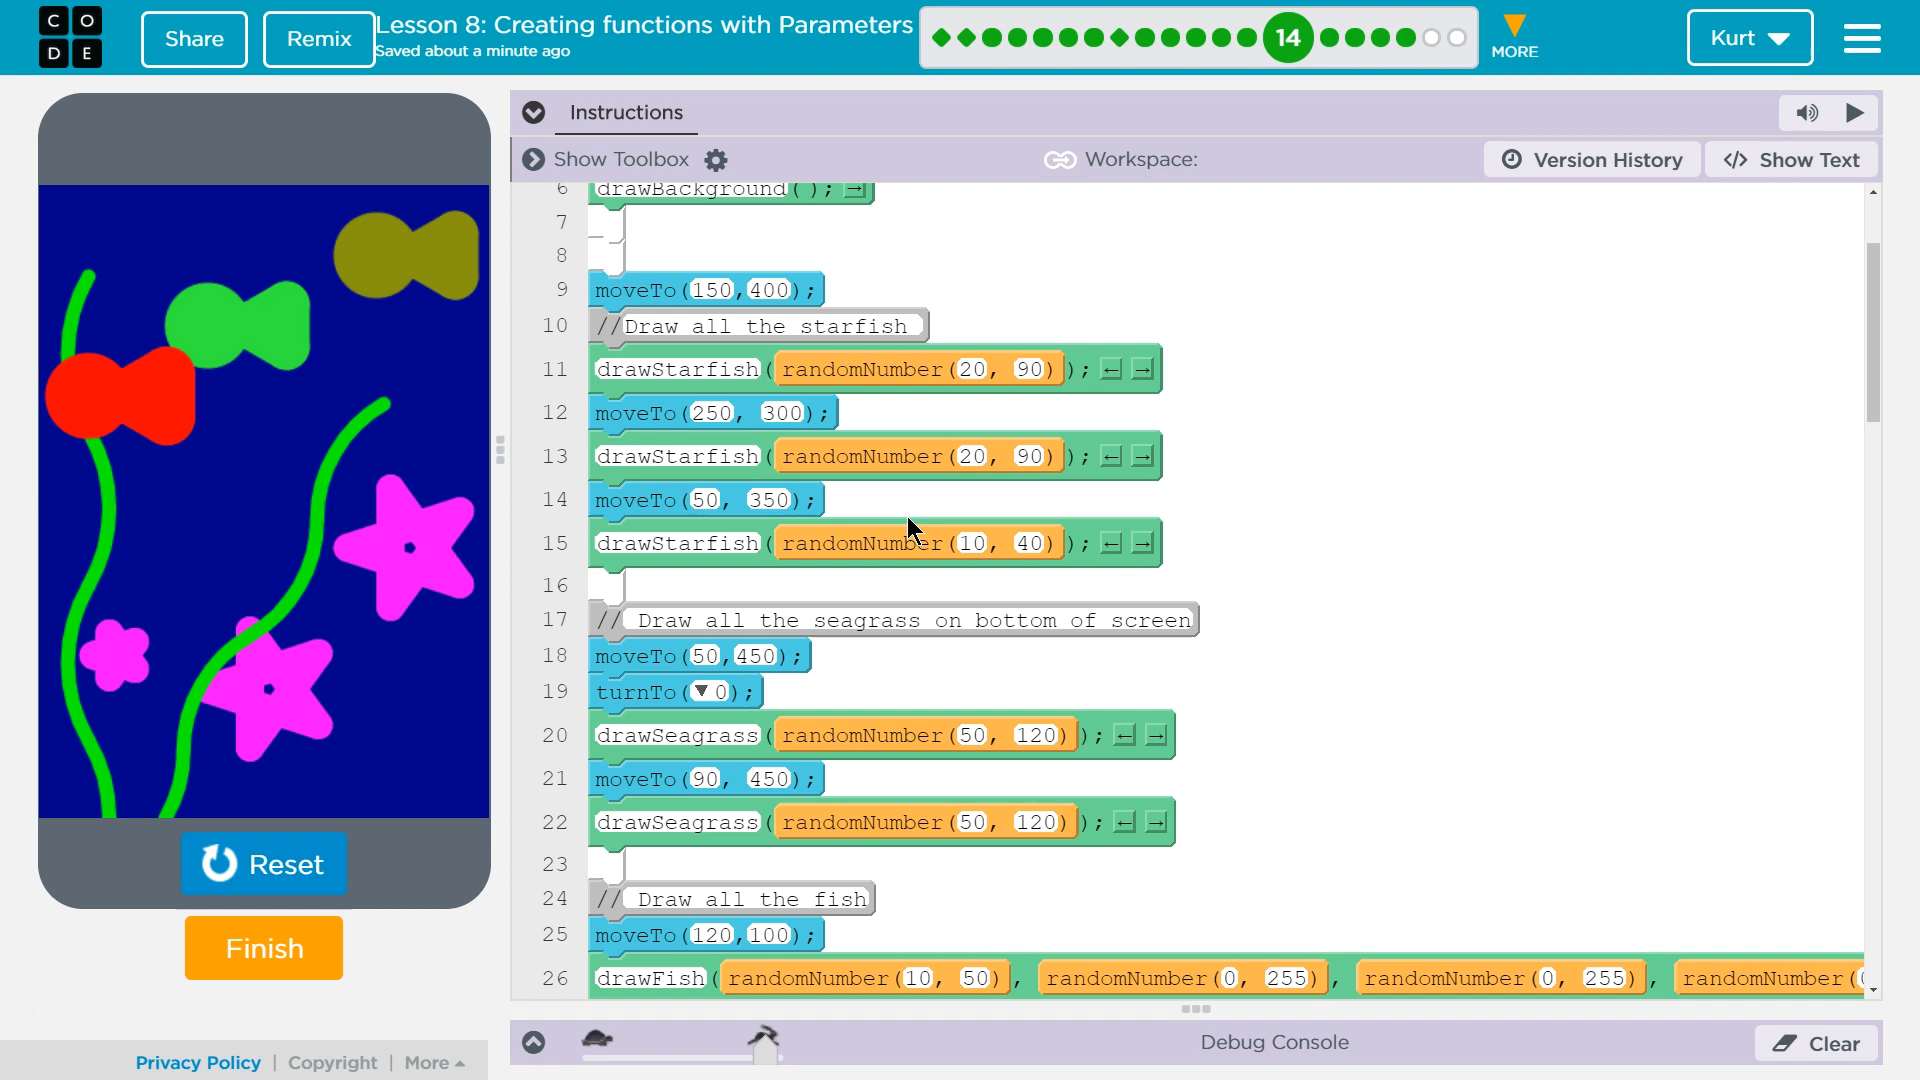 CODE
Share
Remix
Lesson 8: Creating functions with Parameters
Saved about a minute ago
14
MORE
Kurt
Instructions
Show Toolbox
Workspace:
Version History
</> Show Text
6 drawBackground(); →
7
8
9 moveTo(150,400);
10 //Draw all the starfish
11 drawStarfish(randomNumber(20, 90)); ← →
12 moveTo(250, 300);
13 drawStarfish(randomNumber(20, 90)); ← →
14 moveTo(50, 350);
15 drawStarfish(randomNumber(10, 40)); ← →
16
17 // Draw all the seagrass on bottom of screen
18 moveTo(50,450);
19 turnTo(▼0);
20 drawSeagrass(randomNumber(50, 120)); ← →
21 moveTo(90, 450);
22 drawSeagrass(randomNumber(50, 120)); ← →
23
24 // Draw all the fish
25 moveTo(120,100);
26 drawFish(randomNumber(10, 50), randomNumber(0, 255), randomNumber(0, 255), randomNumber(
Reset
Finish
Debug Console
Clear
Privacy Policy | Copyright | More